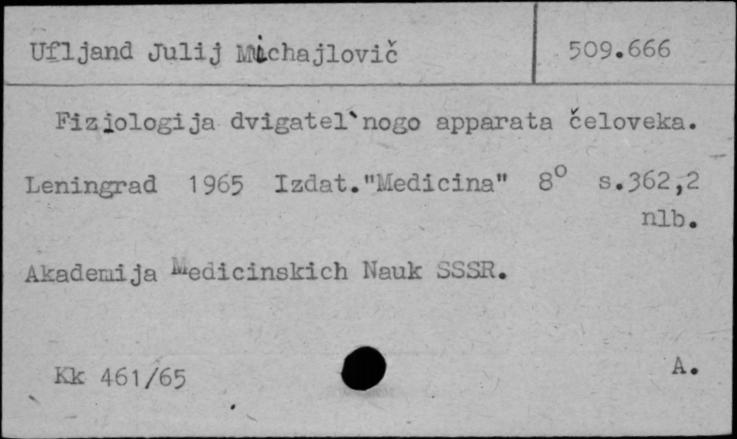 Ufljand Julij Michajlovič
509.666
Fiziologija dvigatel`nogo apparata čeloveka.
Leningrad 1965 Izdat."Medicina" 8° s.362,2
nlb.
Akademija Medicinskich Nauk SSSR.
Kk 461/65
A.